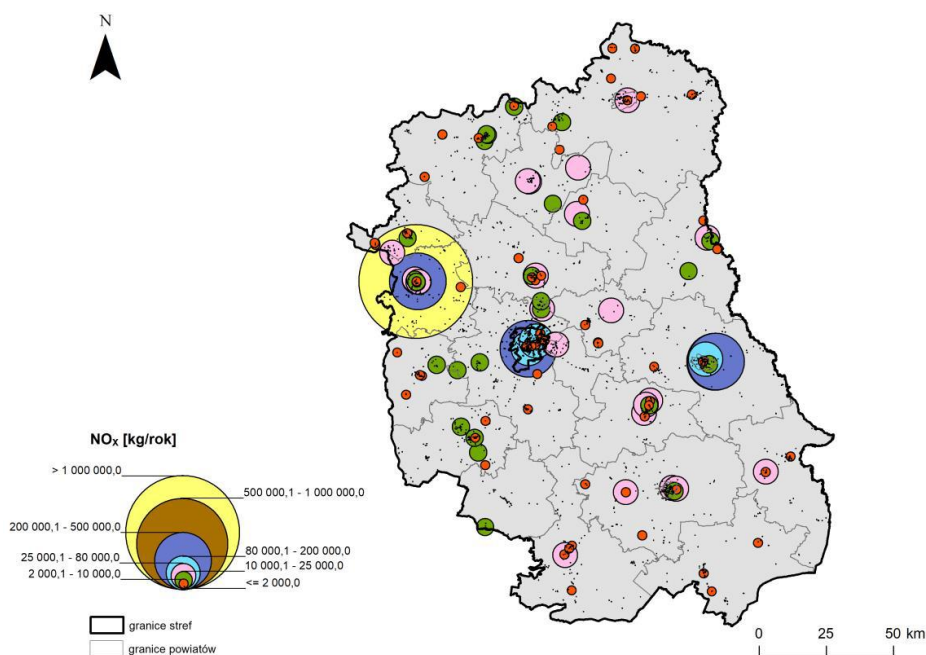 N
NOx [kg/rok]
> 1 000 000,0
500 000,1 - 1 000 000,0
200 000,1 - 500 000,0
80 000,1 - 200 000,0
25 000,1 - 80 000,0
10 000,1 - 25 000,0
2 000,1 - 10 000,0
<= 2 000,0
granice stref
granice powiatów
0 25 50 km